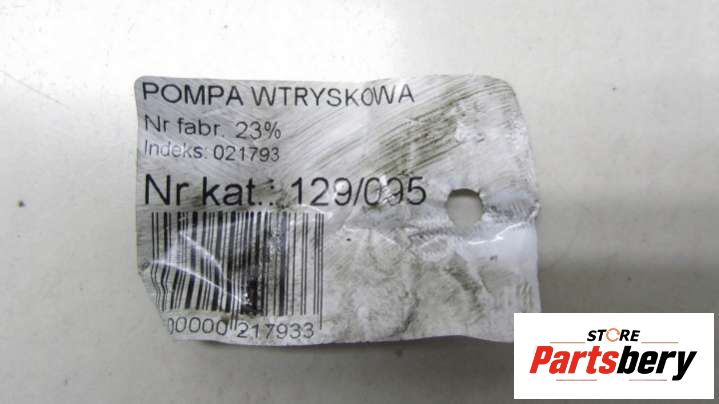 POMPA WTRYSKOWA
Nr fabr. 23%
Indeks: 021793
Nr kat.: 129/095
00000 217933
STORE
Partsbery